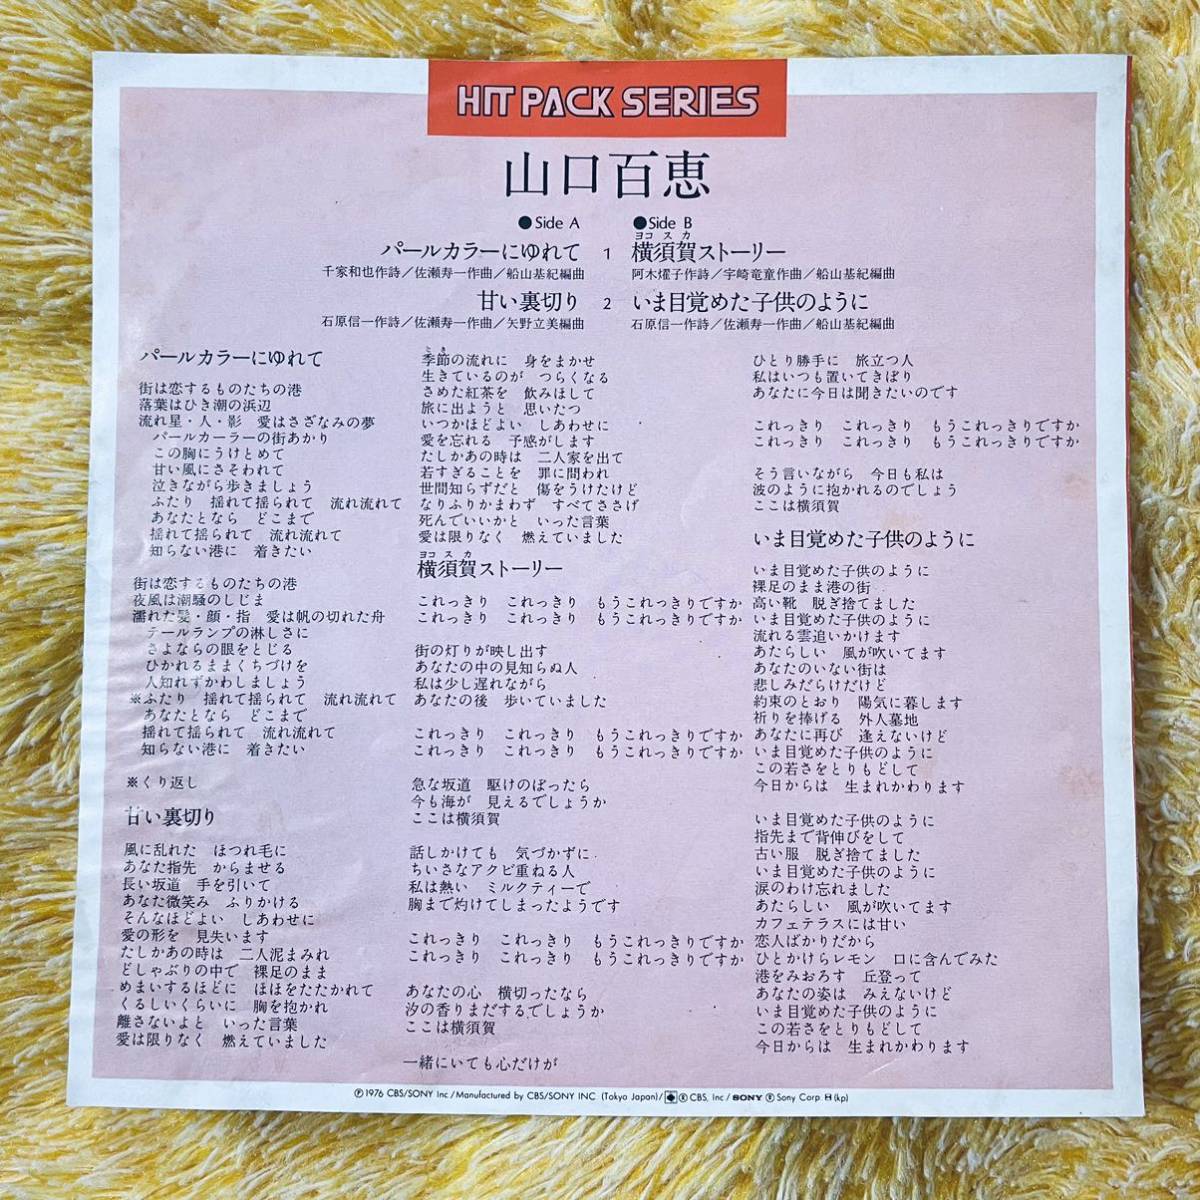 HIT PACK SERIES
山口百恵
●Side A
パールカラーにゆれて 1
千家和也作詩/佐瀬寿一作曲/船山基紀編曲
甘い裏切り 2
石原信一作詩/佐瀬寿一作曲/矢野立美編曲
●Side B
ヨコ スカ
横須賀ストーリー
阿木燿子作詩/宇崎竜童作曲/船山基紀編曲
いま目覚めた子供のように
石原信一作詩/佐瀬寿一作曲/船山基紀編曲
パールカラーにゆれて
街は恋するものたちの港
落葉はひき潮の浜辺
流れ星・人・影 愛はさざなみの夢
パールカーラーの街あかり
この胸にうけとめて
甘い風にさそわれて
泣きながら歩きましょう
ふたり 揺れて揺られて 流れ流れて
あなたとなら どこまで
揺れて揺られて 流れ流れて
知らない港に 着きたい
街は恋するものたちの港
夜風は潮騒のしじま
濡れた髪・顔・指 愛は帆の切れた舟
テールランプの淋しさに
さよならの眼をとじる
ひかれるままくちづけを
人知れずかわしましょう
※ふたり 揺れて揺られて 流れ流れて
あなたとなら どこまで
揺れて揺られて 流れ流れて
知らない港に 着きたい
※くり返し
甘い裏切り
風に乱れた ほつれ毛に
あなた指先 からませる
長い坂道 手を引いて
あなた微笑み ふりかける
そんなほどよい しあわせに
愛の形を 見失います
たしかあの時は 二人泥まみれ
どしゃぶりの中で 裸足のまま
めまいするほどに ほほをたたかれて
くるしいくらいに 胸を抱かれ
離さないよと いった言葉
愛は限りなく 燃えていました
とき
季節の流れに 身をまかせ
生きているのが つらくなる
さめた紅茶を 飲みほして
旅に出ようと 思いたつ
いつかほどよい しあわせに
愛を忘れる 予感がします
たしかあの時は 二人家を出て
若すぎることを 罪に問われ
世間知らずだと 傷をうけたけど
なりふりかまわず すべてささげ
死んでいいかと いった言葉
愛は限りなく 燃えていました
ヨコ スカ
横須賀ストーリー
これっきり これっきり もうこれっきりですか
これっきり これっきり もうこれっきりですか
街の灯りが映し出す
あなたの中の見知らぬ人
私は少し遅れながら
あなたの後 歩いていました
これっきり これっきり もうこれっきりですか
これっきり これっきり もうこれっきりですか
急な坂道 駆けのぼったら
今も海が 見えるでしょうか
ここは横須賀
話しかけても 気づかずに
ちいさなアクビ重ねる人
私は熱い ミルクティーで
胸まで灼けてしまったようです
これっきり これっきり もうこれっきりですか
これっきり これっきり もうこれっきりですか
あなたの心 横切ったなら
汐の香りまだするでしょうか
ここは横須賀
一緒にいても心だけが
ひとり勝手に 旅立つ人
私はいつも置いてきぼり
あなたに今日は聞きたいのです
これっきり これっきり もうこれっきりですか
これっきり これっきり もうこれっきりですか
そう言いながら 今日も私は
波のように抱かれるのでしょう
ここは横須賀
いま目覚めた子供のように
いま目覚めた子供のように
裸足のまま港の街
高い靴 脱ぎ捨てました
いま目覚めた子供のように
流れる雲追いかけます
あたらしい 風が吹いてます
あなたのいない街は
悲しみだらけだけど
約束のとおり 陽気に暮します
祈りを捧げる 外人墓地
あなたに再び 逢えないけど
いま目覚めた子供のように
この若さをとりもどして
今日からは 生まれかわります
いま目覚めた子供のように
指先まで背伸びをして
古い服 脱ぎ捨てました
いま目覚めた子供のように
涙のわけ忘れました
あたらしい 風が吹いてます
カフェテラスには甘い
恋人ばかりだから
ひとかけらレモン 口に含んでみた
港をみおろす 丘登って
あなたの姿は みえないけど
いま目覚めた子供のように
この若さをとりもどして
今日からは 生まれかわります
Ⓟ1976 CBS/SONY Inc/Manufactured by CBS/SONY INC (Tokyo Japan)/ ® CBS, Inc/SONY ® Sony Corp. H (kp)